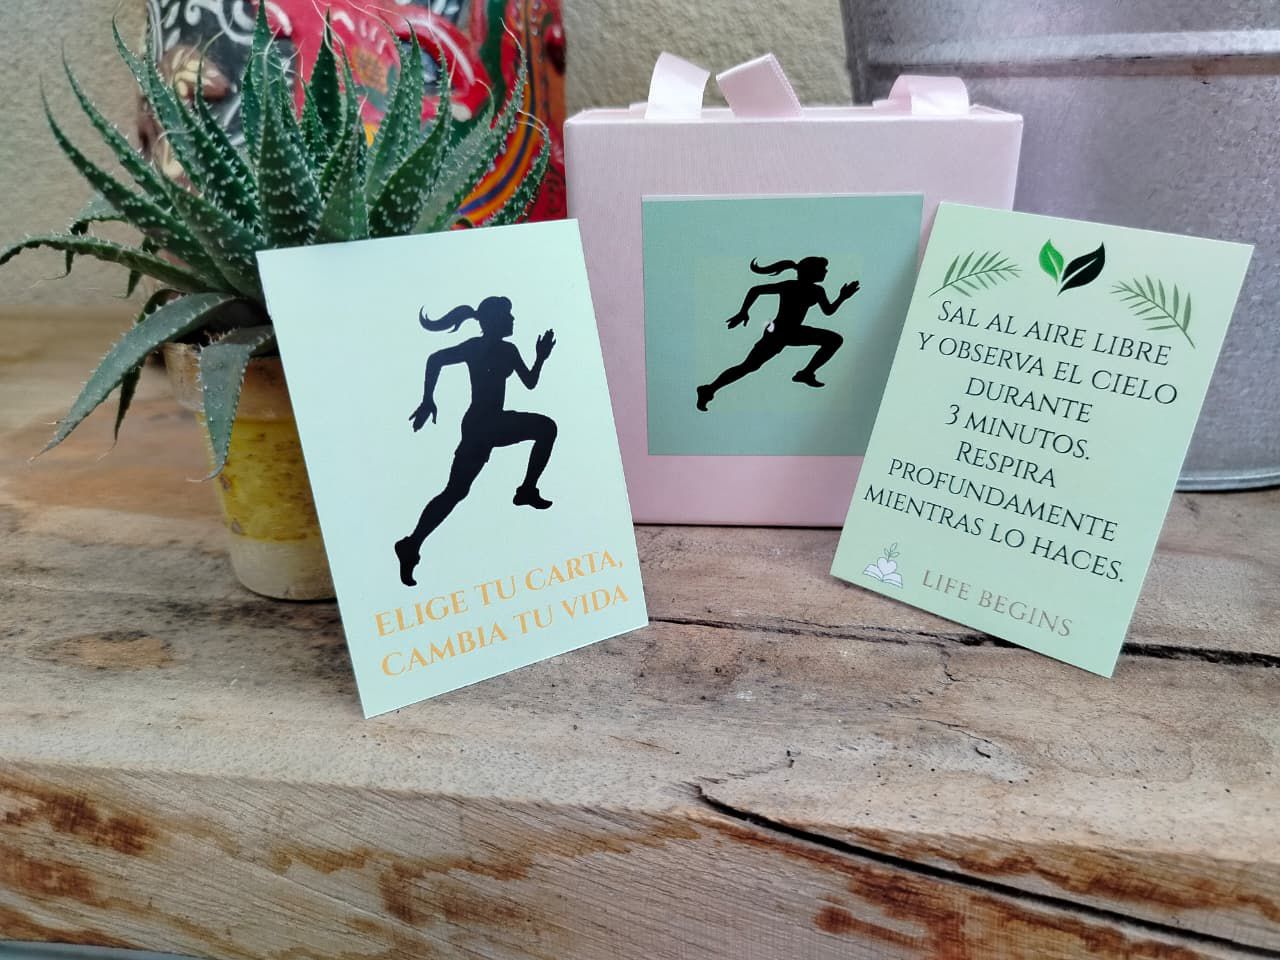 ELIGE TU CARTA,
CAMBIA TU VIDA
SAL AL AIRE LIBRE
Y OBSERVA EL CIELO
DURANTE
3 MINUTOS.
RESPIRA
PROFUNDAMENTE
MIENTRAS LO HACES.
LIFE BEGINS